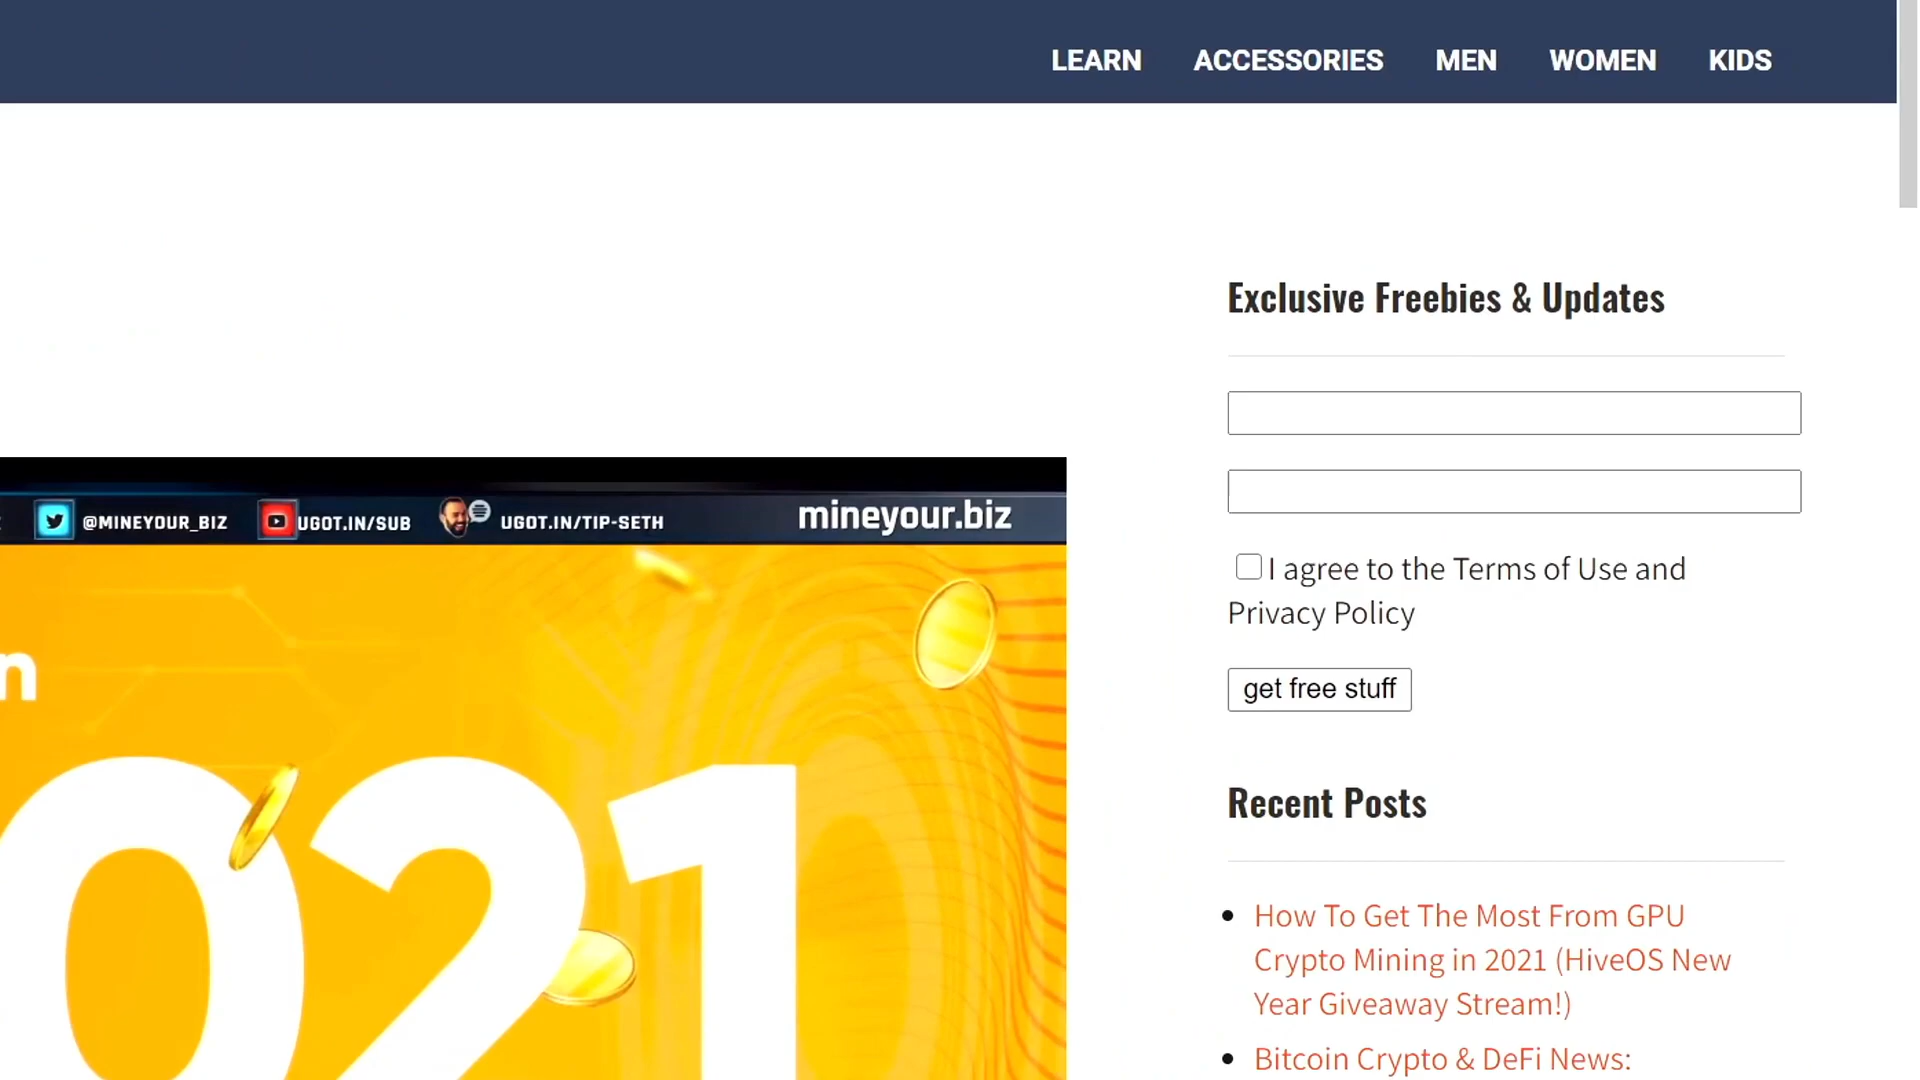 LEARN ACCESSORIES MEN WOMEN KIDS
Exclusive Freebies & Updates
@MINEYOUR_BIZ UGOT.IN/SUB UGOT.IN/TIP-SETH mineyour.biz
I agree to the Terms of Use and
Privacy Policy
n
get free stuff
021
Recent Posts
How To Get The Most From GPU
Crypto Mining in 2021 (HiveOS New
Year Giveaway Stream!)
Bitcoin Crypto & DeFi News: